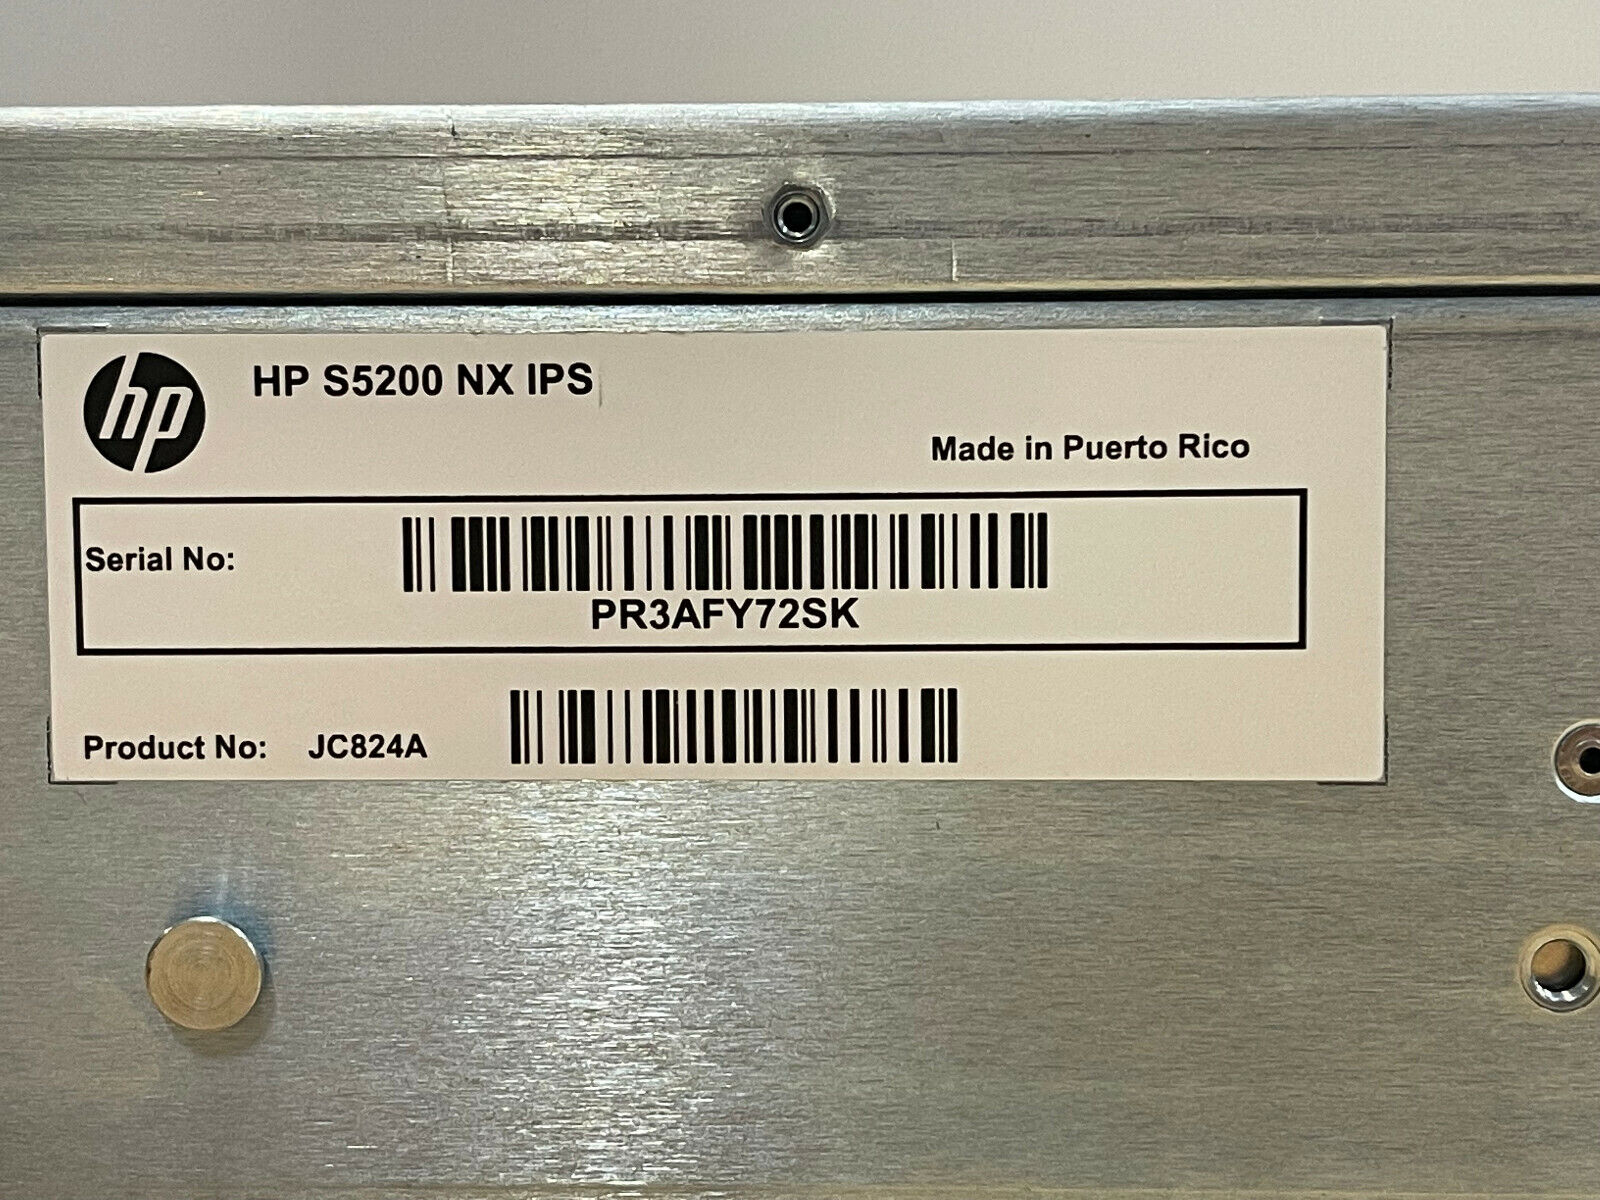 hp
HP S5200 NX IPS
Made in Puerto Rico
Serial No:
PR3AFY72SK
Product No: JC824A